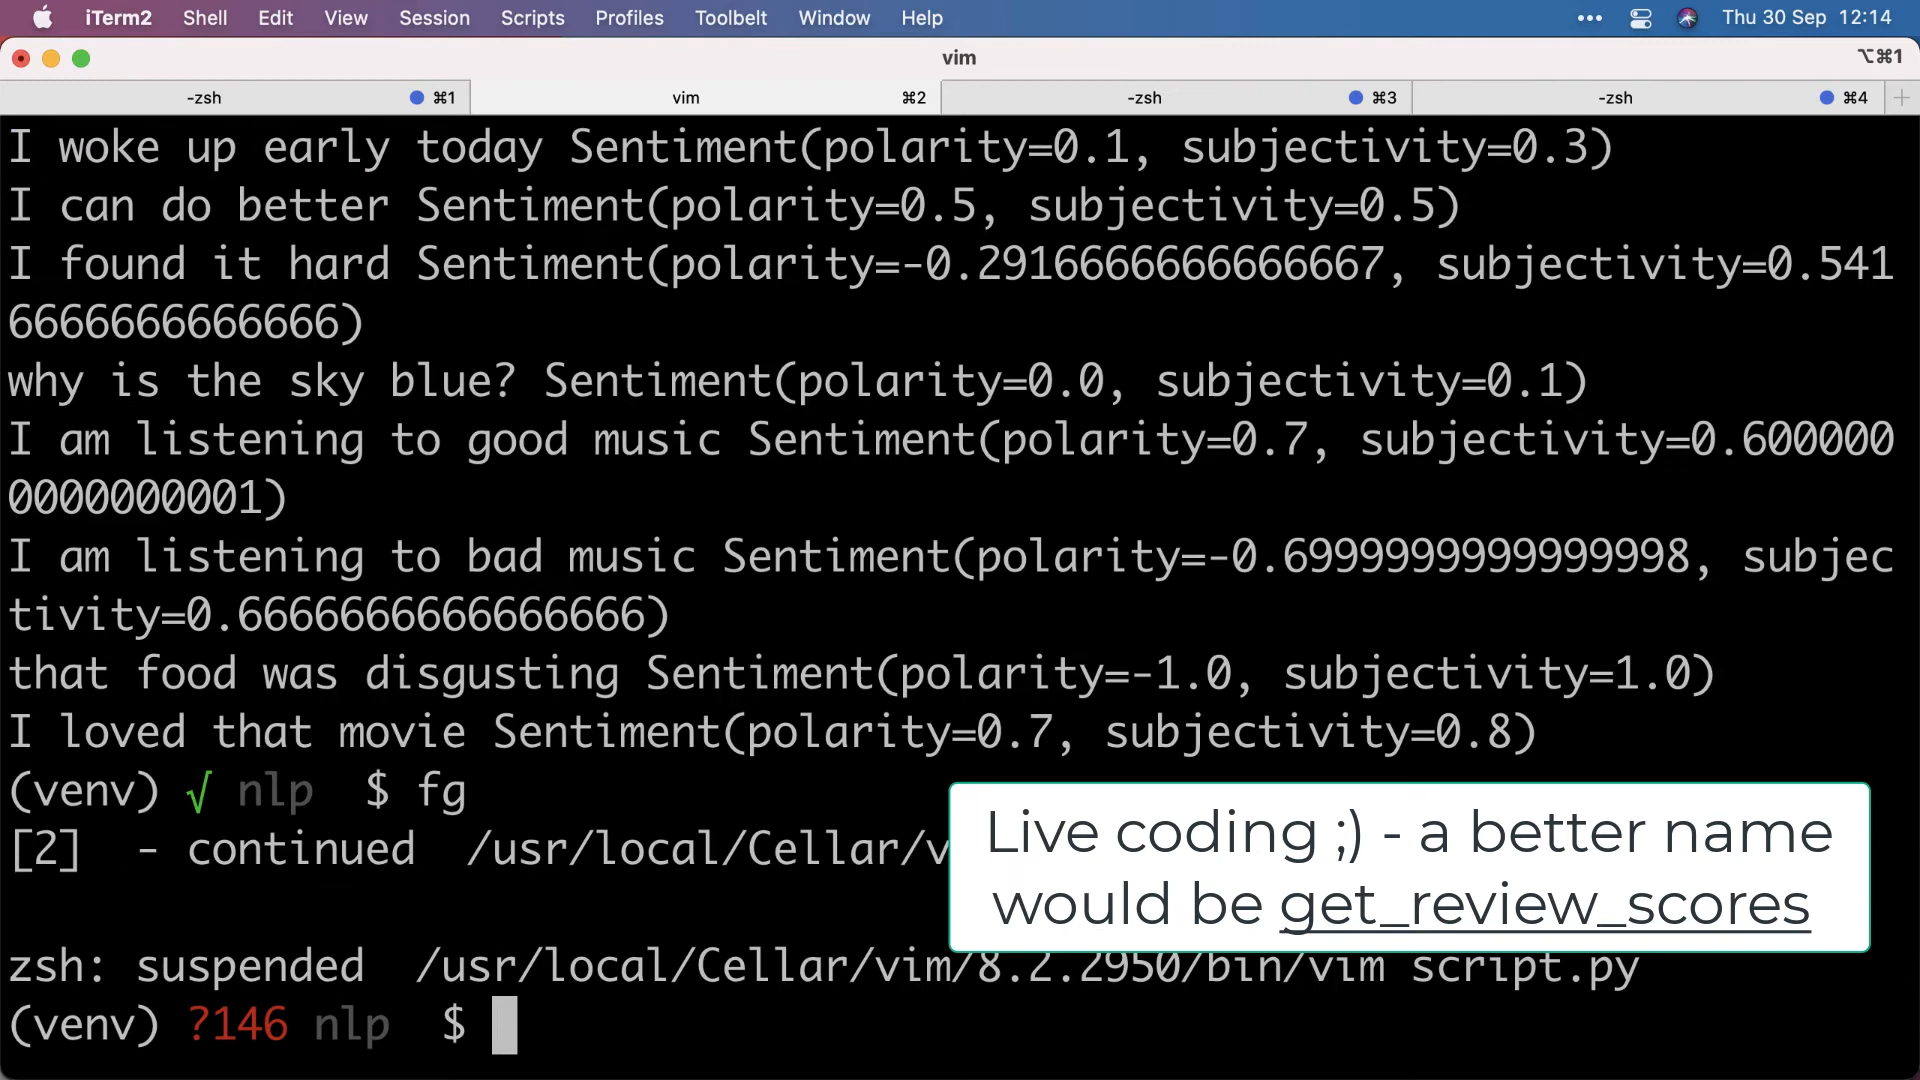 iTerm2 Shell Edit View Session Scripts Profiles Toolbelt Window Help ••• Thu 30 Sep 12:14
vim ⌥⌘1
-zsh ⌘1 vim ⌘2 -zsh ⌘3 -zsh ⌘4 +
I woke up early today Sentiment(polarity=0.1, subjectivity=0.3)
I can do better Sentiment(polarity=0.5, subjectivity=0.5)
I found it hard Sentiment(polarity=-0.2916666666666667, subjectivity=0.541
6666666666666)
why is the sky blue? Sentiment(polarity=0.0, subjectivity=0.1)
I am listening to good music Sentiment(polarity=0.7, subjectivity=0.600000
0000000001)
I am listening to bad music Sentiment(polarity=-0.6999999999999998, subjec
tivity=0.6666666666666666)
that food was disgusting Sentiment(polarity=-1.0, subjectivity=1.0)
I loved that movie Sentiment(polarity=0.7, subjectivity=0.8)
(venv) √ nlp $ fg
[2] - continued /usr/local/Cellar/v
Live coding ;) - a better name
would be get_review_scores
zsh: suspended /usr/local/Cellar/vim/8.2.2950/bin/vim script.py
(venv) ?146 nlp $